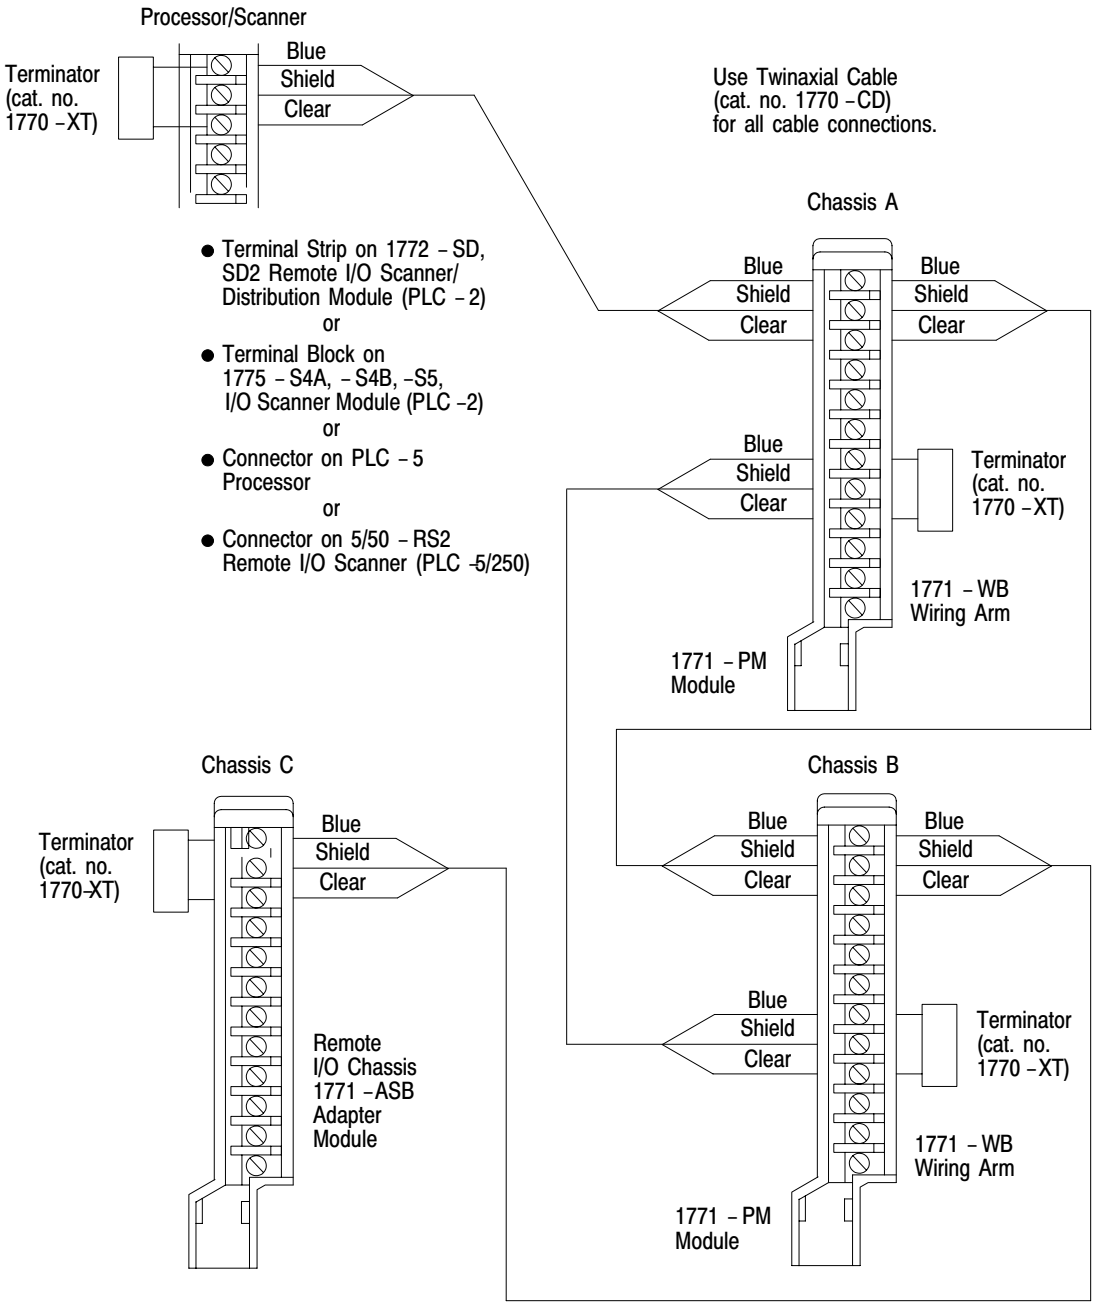 Processor/Scanner
Terminator
(cat. no.
1770 – XT)
Blue
Shield
Clear
Use Twinaxial Cable
(cat. no. 1770 – CD)
for all cable connections.
● Terminal Strip on 1772 – SD,
SD2 Remote I/O Scanner/
Distribution Module (PLC – 2)
or
● Terminal Block on
1775 – S4A, – S4B, –S5,
I/O Scanner Module (PLC –2)
or
● Connector on PLC – 5
Processor
or
● Connector on 5/50 – RS2
Remote I/O Scanner (PLC –5/250)
Chassis A
Blue
Shield
Clear
Blue
Shield
Clear
Blue
Shield
Clear
Terminator
(cat. no.
1770 – XT)
1771 – WB
Wiring Arm
1771 – PM
Module
Chassis C
Terminator
(cat. no.
1770–XT)
Blue
Shield
Clear
Remote
I/O Chassis
1771 – ASB
Adapter
Module
Chassis B
Blue
Shield
Clear
Blue
Shield
Clear
Blue
Shield
Clear
Terminator
(cat. no.
1770 – XT)
1771 – WB
Wiring Arm
1771 – PM
Module